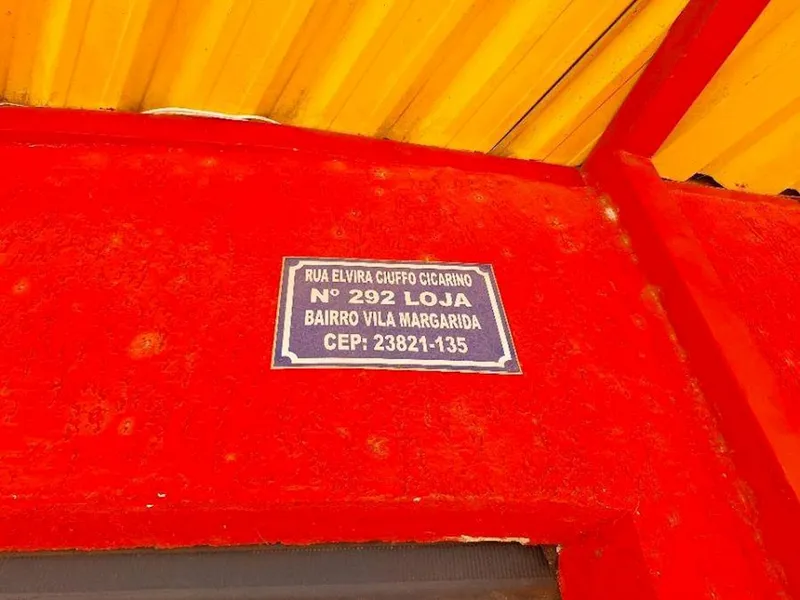 RUA ELVIRA CIUFFO CICARINO
Nº 292 LOJA
BAIRRO VILA MARGARIDA
CEP: 23821-135